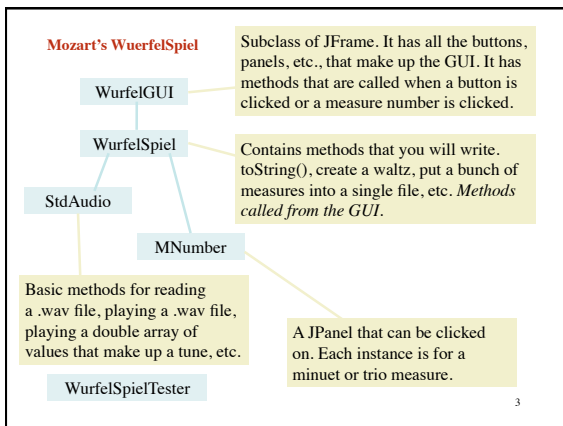 Mozart's WuerfelSpiel
Subclass of JFrame. It has all the buttons,
panels, etc., that make up the GUI. It has
methods that are called when a button is
clicked or a measure number is clicked.
WurfelGUI
WurfelSpiel
Contains methods that you will write.
toString(), create a waltz, put a bunch of
measures into a single file, etc. Methods
called from the GUI.
StdAudio
MNumber
Basic methods for reading
a .wav file, playing a .wav file,
playing a double array of
values that make up a tune, etc.
A JPanel that can be clicked
on. Each instance is for a
minuet or trio measure.
WurfelSpielTester
3